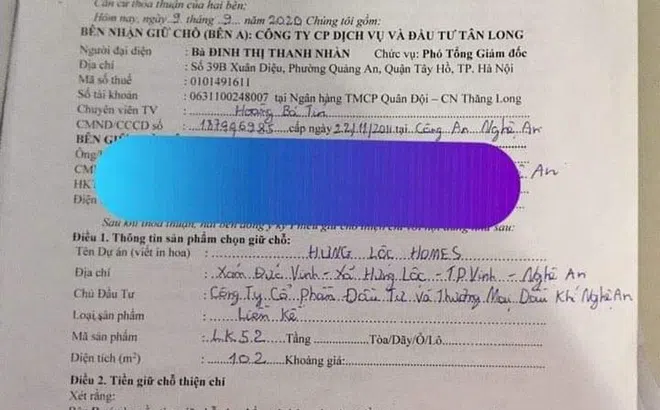 Căn cứ thỏa thuận của hai bên.
Hôm nay, ngày 9 tháng 9 năm 2020 Chúng tôi gồm:
BÊN NHẬN GIỮ CHỖ (BÊN A): CÔNG TY CP DỊCH VỤ VÀ ĐẦU TƯ TÂN LONG
Người đại diện : Bà ĐINH THỊ THANH NHÀN Chức vụ: Phó Tổng Giám đốc
Địa chỉ : Số 39B Xuân Diệu, Phường Quảng An, Quận Tây Hồ, TP. Hà Nội
Mã số thuế : 0101491611
Số tài khoản : 0631100248007 tại Ngân hàng TMCP Quân Đội – CN Thăng Long
Chuyên viên TV : Hoàng Bá Tin
CMND/CCCD số : 187996985 cấp ngày 22/11/2011 tại Công An Nghệ An
BÊN
Ông/
An
HK
Điện
Sau khi thỏa thuận, hai bên đồng ý ký Phiếu giữ chỗ thiện chí với nội dung như sau:
Điều 1. Thông tin sản phẩm chọn giữ chỗ:
Tên Dự án (viết in hoa) : HƯNG LỘC HOMES
Địa chỉ : Xóm Đức Vinh - Xã Hưng Lộc - TP Vinh - Nghệ An
Chủ Đầu Tư : Công Ty Cổ Phần Đầu Tư Và Thương Mại Dầu Khí Nghệ An
Loại sản phẩm : Liền Kề
Mã sản phẩm : LK52 Tầng Tòa/Dãy/Ô/Lô
Diện tích (m²) : 102 Khoảng giá:
Điều 2. Tiền giữ chỗ thiện chí
Xét rằng: